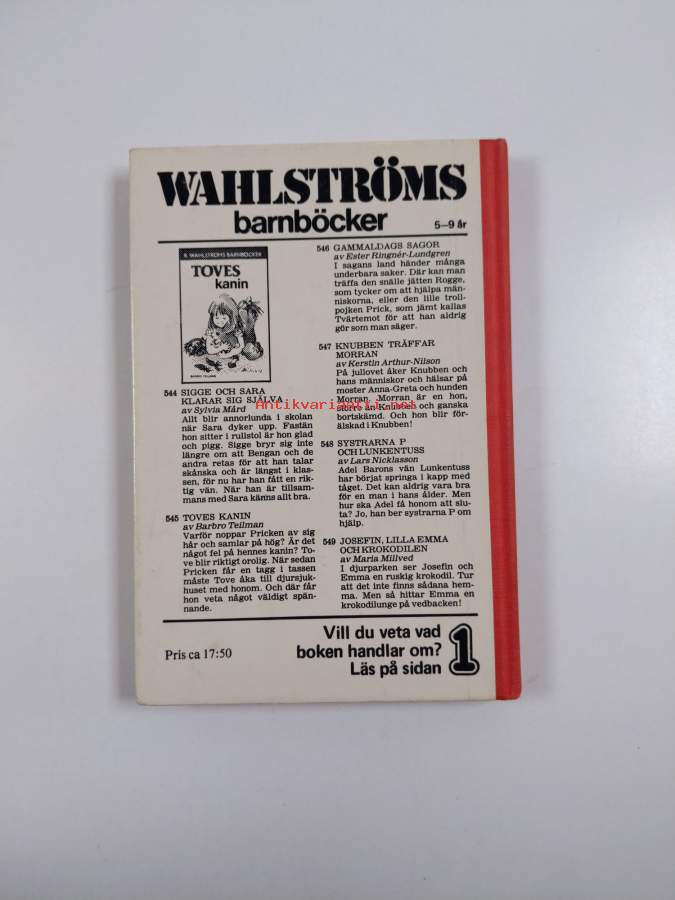 WAHLSTRÖMS
barnböcker
5–9 år
B. WAHLSTRÖMS BARNBÖCKER
TOVES
kanin
BARBRO TEILMAN
544 SIGGE OCH SARA
KLARAR SIG SJÄLVA
av Sylvia Mård
Allt blir annorlunda i skolan
när Sara dyker upp. Fastän
hon sitter i rullstol är hon glad
och pigg. Sigge bryr sig inte
längre om att Bengan och de
andra retas för att han talar
skånska och är längst i klas-
sen, för nu har han fått en rik-
tig vän. När han är tillsam-
mans med Sara känns allt bra.
545 TOVES KANIN
av Barbro Teilman
Varför noppar Pricken av sig
hår och samlar på hög? Är det
något fel på hennes kanin? To-
ve blir riktigt orolig. När sedan
Pricken får en tagg i tassen
måste Tove åka till djursjuk-
huset med honom. Och där får
hon veta något väldigt spän-
nande.
546 GAMMALDAGS SAGOR
av Ester Ringnér-Lundgren
I sagans land händer många
underbara saker. Där kan man
träffa den snälle jätten Rogge,
som tycker om att hjälpa män-
niskorna, eller den lille troll-
pojken Prick, som jämt kallas
Tvärtemot för att han aldrig
gör som man säger.
547 KNUBBEN TRÄFFAR
MORRAN
av Kerstin Arthur-Nilson
På jullovet åker Knubben och
hans människor och hälsar på
moster Anna-Greta och hunden
Morran. Morran är en hon,
större än Knubben och ganska
bortskämd. Och hon blir för-
älskad i Knubben!
548 SYSTRARNA P
OCH LUNKENTUSS
av Lars Nicklasson
Adel Barons vän Lunkentuss
har börjat springa i kapp med
tåget. Det kan aldrig vara bra
för en man i hans ålder. Men
hur ska Adel få honom att slu-
ta? Jo, han ber systrarna P om
hjälp.
549 JOSEFIN, LILLA EMMA
OCH KROKODILEN
av Maria Millved
I djurparken ser Josefin och
Emma en ruskig krokodil. Tur
att det inte finns sådana hem-
ma. Men så hittar Emma en
krokodilunge på vedbacken!
Antikvariaatti.net
Pris ca 17:50
Vill du veta vad
boken handlar om?
Läs på sidan 1